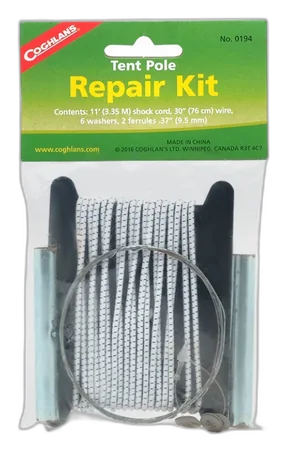 COGHLAN'S
No. 0194
Tent Pole
Repair Kit
Contents: 11' (3.35 M) shock cord, 30" (76 cm) wire,
6 washers, 2 ferrules .37" (9.5 mm)
www.coghlans.com
MADE IN CHINA
© 2016 COGHLAN'S LTD. WINNIPEG, CANADA R3T 4C7